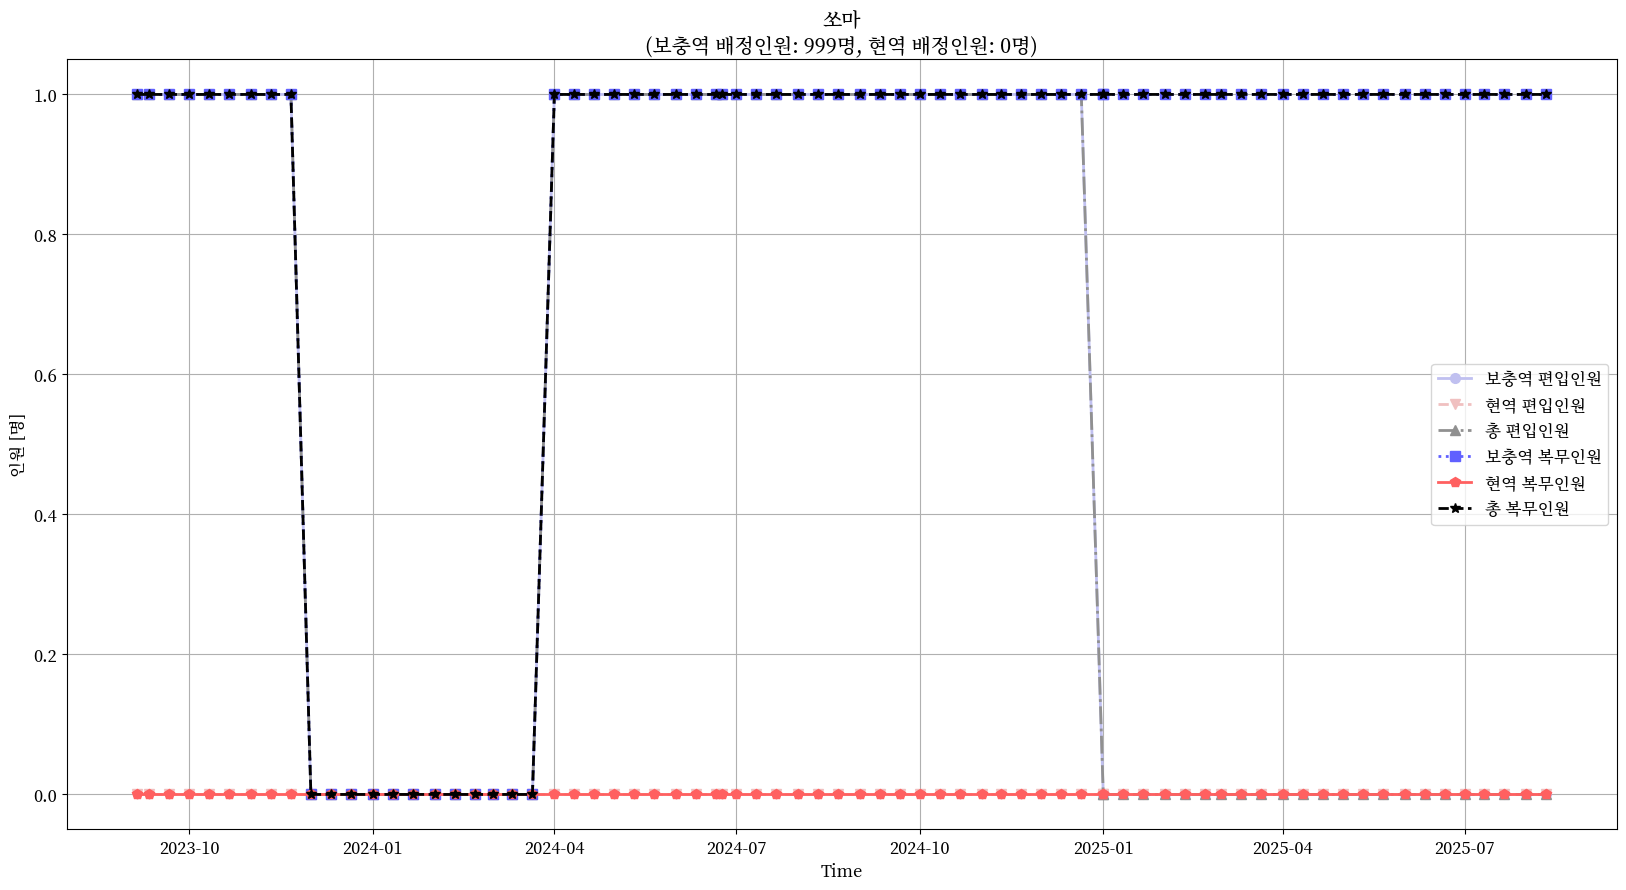 쏘마
(보충역 배정인원: 999명, 현역 배정인원: 0명)
1.0
0.8
0.6
0.4
0.2
0.0
인원 [명]
보충역 편입인원
현역 편입인원
총 편입인원
보충역 복무인원
현역 복무인원
총 복무인원
2023-10
2024-01
2024-04
2024-07
2024-10
2025-01
2025-04
2025-07
Time